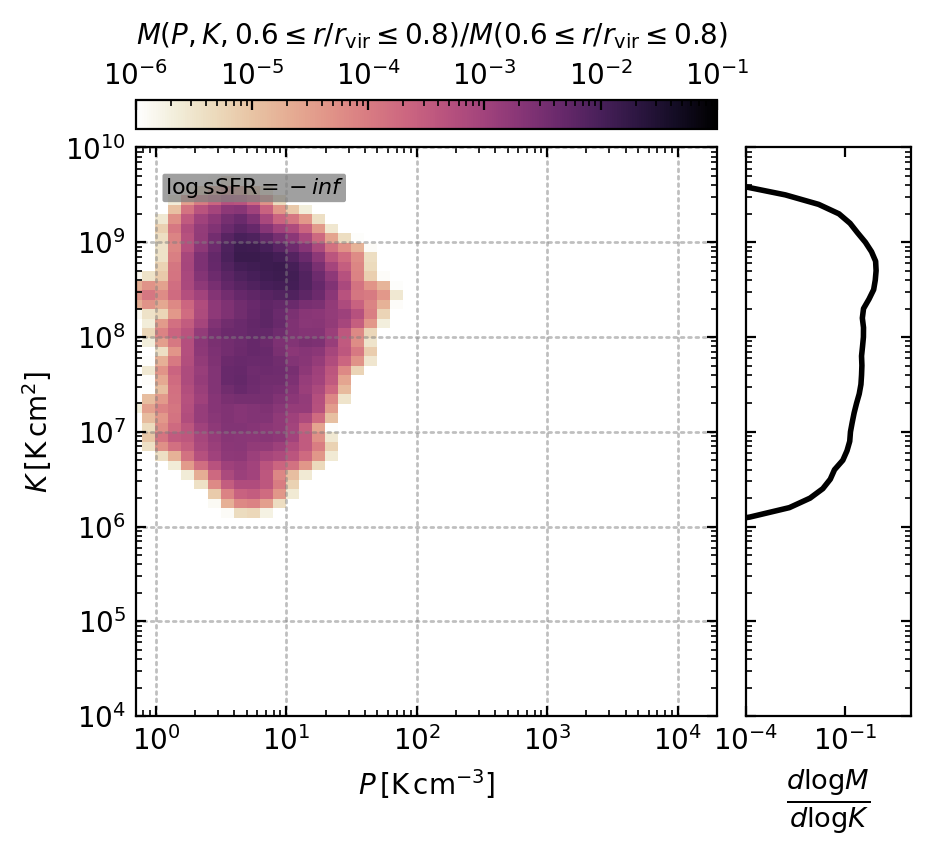 M(P, K, 0.6 ≤ r/r_vir ≤ 0.8)/M(0.6 ≤ r/r_vir ≤ 0.8)
10^−6 10^−5 10^−4 10^−3 10^−2 10^−1
10^10
log sSFR = −inf
10^9
10^8
10^7
10^6
10^5
10^4
K [K cm^2]
10^0 10^1 10^2 10^3 10^4
P [K cm^−3]
10^−4 10^−1
dlogM
dlogK